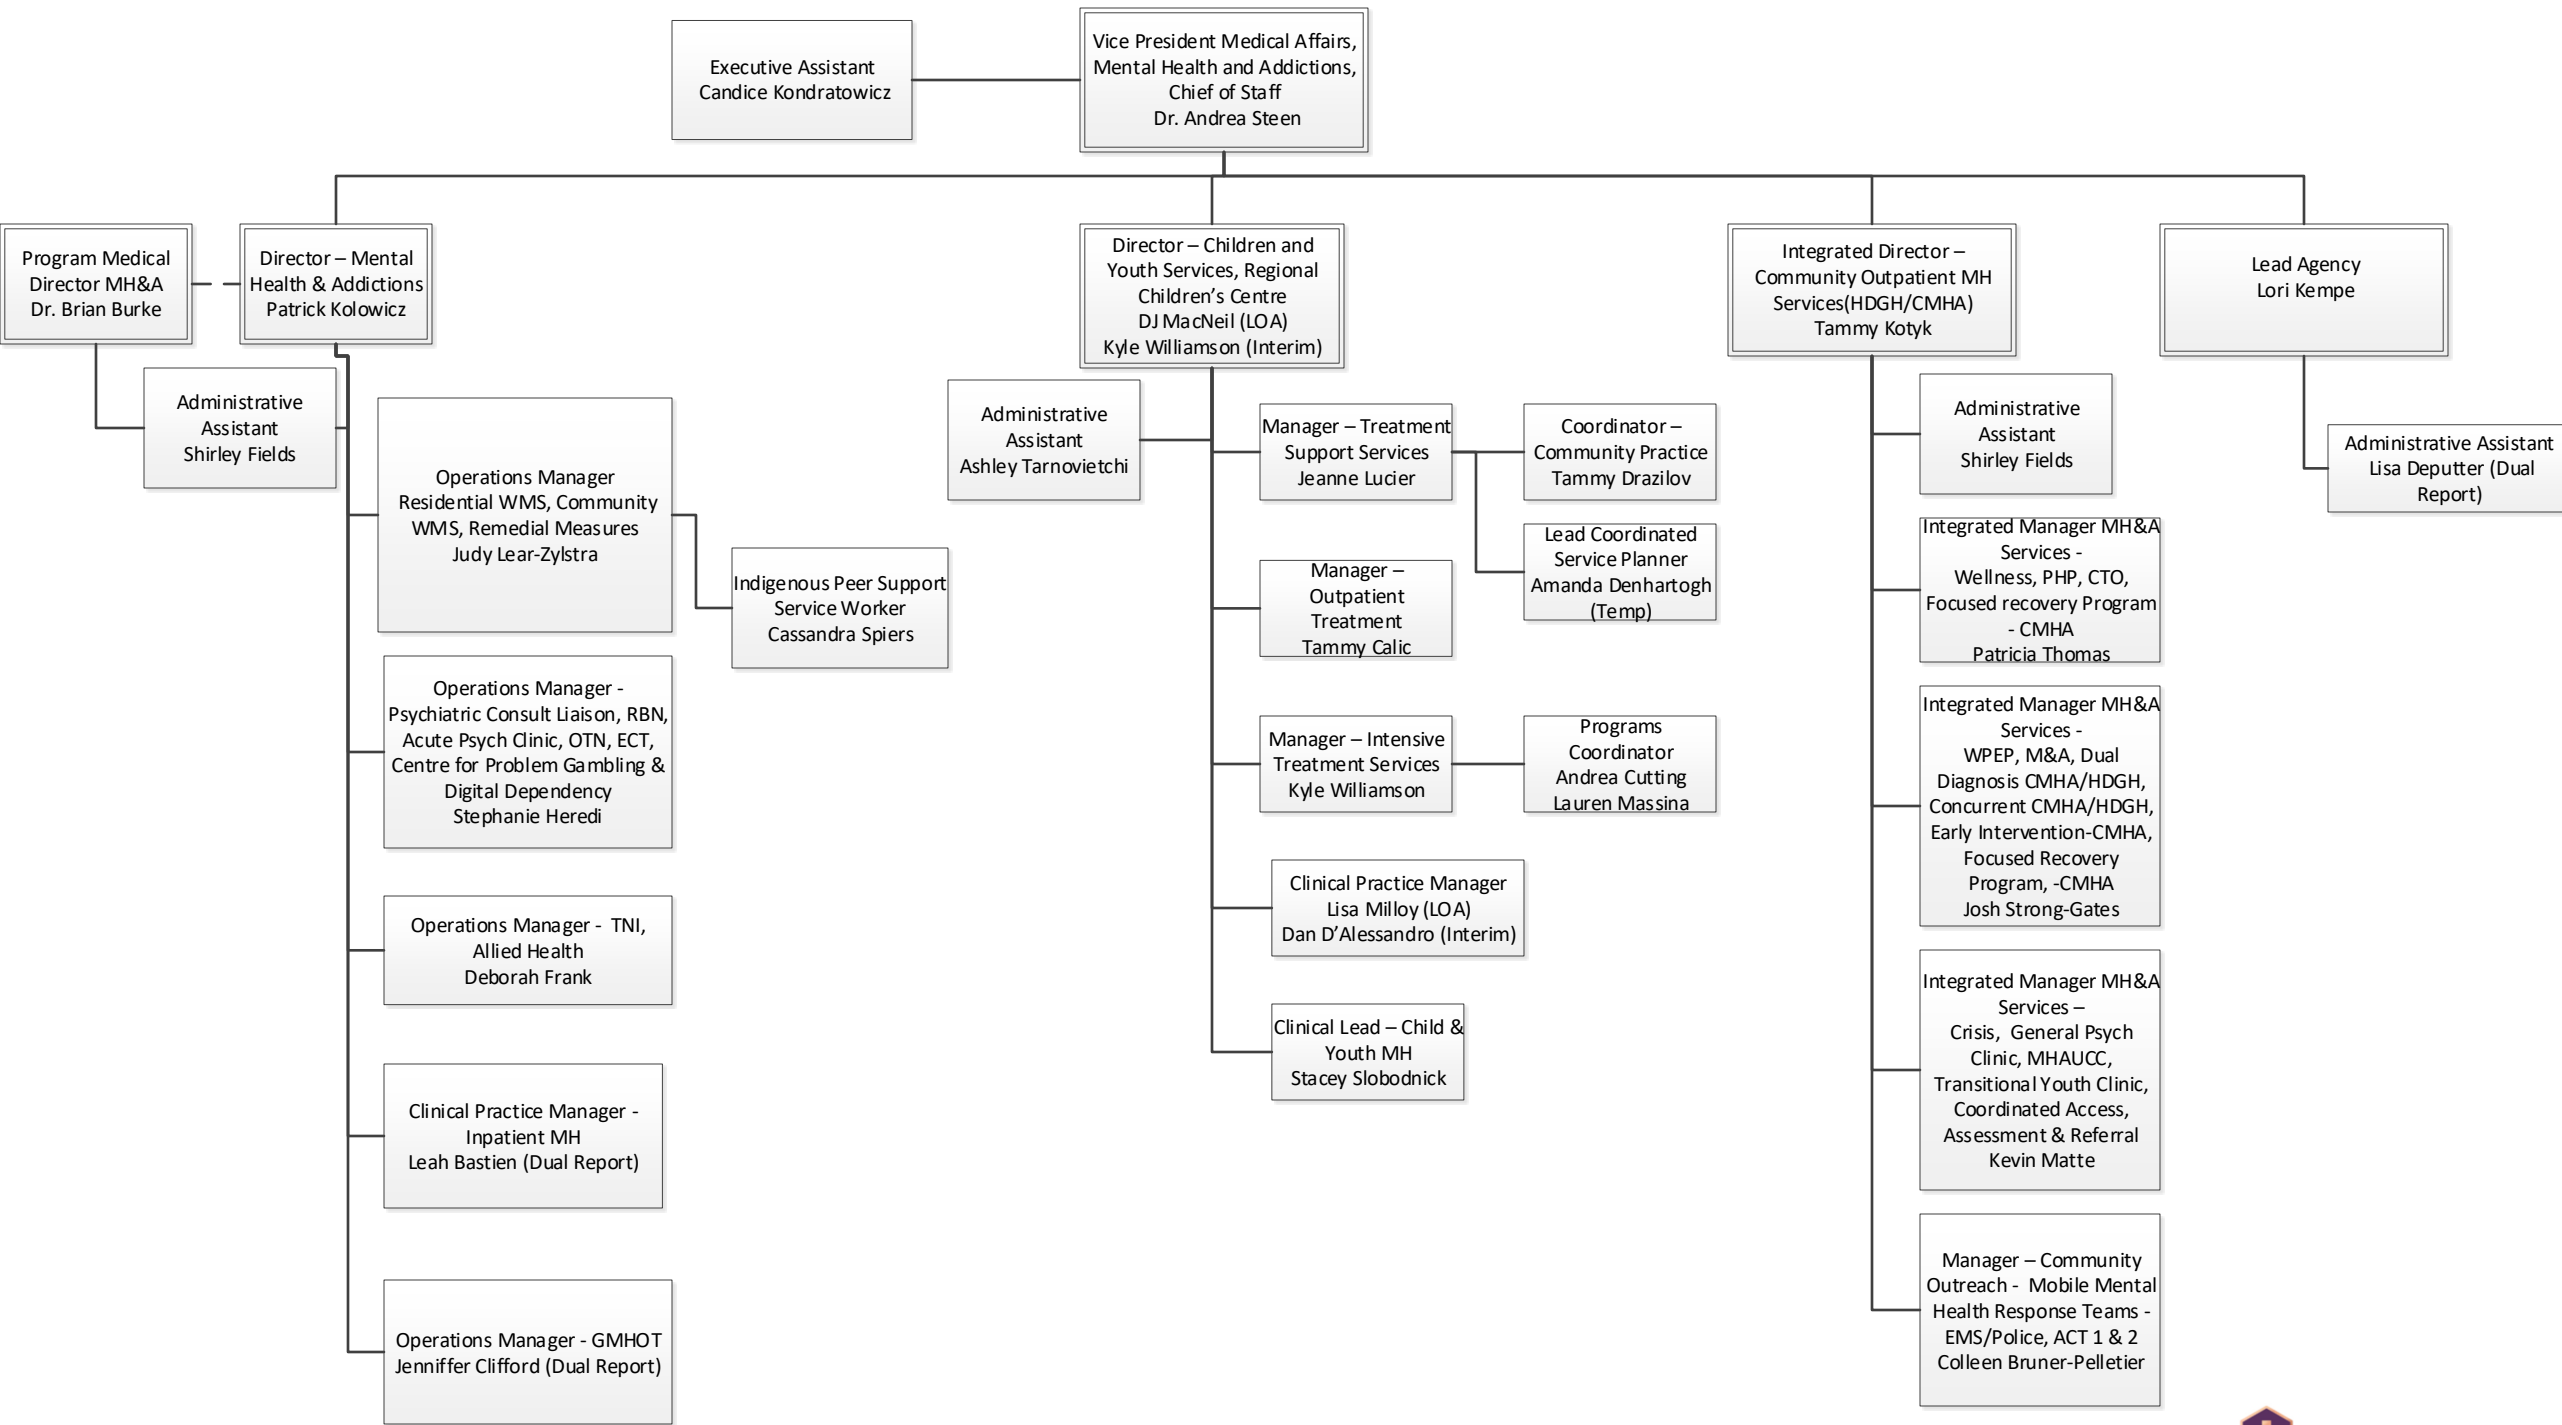 Executive Assistant
Candice Kondratowicz
Vice President Medical Affairs,
Mental Health and Addictions,
Chief of Staff
Dr. Andrea Steen
Program Medical
Director MH&A
Dr. Brian Burke
Director – Mental
Health & Addictions
Patrick Kolowicz
Director – Children and
Youth Services, Regional
Children’s Centre
DJ MacNeil (LOA)
Kyle Williamson (Interim)
Integrated Director –
Community Outpatient MH
Services(HDGH/CMHA)
Tammy Kotyk
Lead Agency
Lori Kempe
Administrative
Assistant
Shirley Fields
Operations Manager
Residential WMS, Community
WMS, Remedial Measures
Judy Lear-Zylstra
Indigenous Peer Support
Service Worker
Cassandra Spiers
Operations Manager -
Psychiatric Consult Liaison, RBN,
Acute Psych Clinic, OTN, ECT,
Centre for Problem Gambling &
Digital Dependency
Stephanie Heredi
Operations Manager - TNI,
Allied Health
Deborah Frank
Clinical Practice Manager -
Inpatient MH
Leah Bastien (Dual Report)
Operations Manager - GMHOT
Jenniffer Clifford (Dual Report)
Administrative
Assistant
Ashley Tarnovietchi
Manager – Treatment
Support Services
Jeanne Lucier
Coordinator –
Community Practice
Tammy Drazilov
Lead Coordinated
Service Planner
Amanda Denhartogh
(Temp)
Manager –
Outpatient
Treatment
Tammy Calic
Manager – Intensive
Treatment Services
Kyle Williamson
Programs
Coordinator
Andrea Cutting
Lauren Massina
Clinical Practice Manager
Lisa Milloy (LOA)
Dan D’Alessandro (Interim)
Clinical Lead – Child &
Youth MH
Stacey Slobodnick
Administrative
Assistant
Shirley Fields
Integrated Manager MH&A
Services -
Wellness, PHP, CTO,
Focused recovery Program
- CMHA
Patricia Thomas
Integrated Manager MH&A
Services -
WPEP, M&A, Dual
Diagnosis CMHA/HDGH,
Concurrent CMHA/HDGH,
Early Intervention-CMHA,
Focused Recovery
Program, -CMHA
Josh Strong-Gates
Integrated Manager MH&A
Services –
Crisis, General Psych
Clinic, MHAUCC,
Transitional Youth Clinic,
Coordinated Access,
Assessment & Referral
Kevin Matte
Manager – Community
Outreach - Mobile Mental
Health Response Teams -
EMS/Police, ACT 1 & 2
Colleen Bruner-Pelletier
Administrative Assistant
Lisa Deputter (Dual
Report)